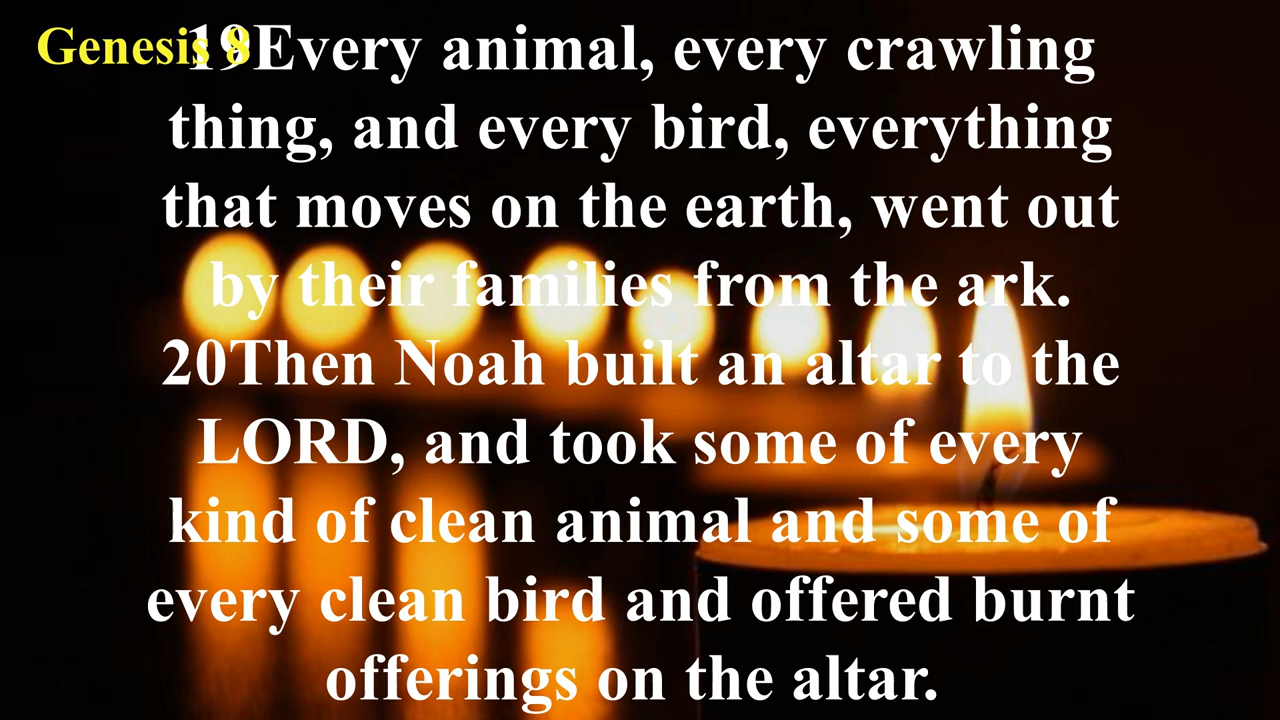 Genesis 8
19Every animal, every crawling
thing, and every bird, everything
that moves on the earth, went out
by their families from the ark.
20Then Noah built an altar to the
LORD, and took some of every
kind of clean animal and some of
every clean bird and offered burnt
offerings on the altar.